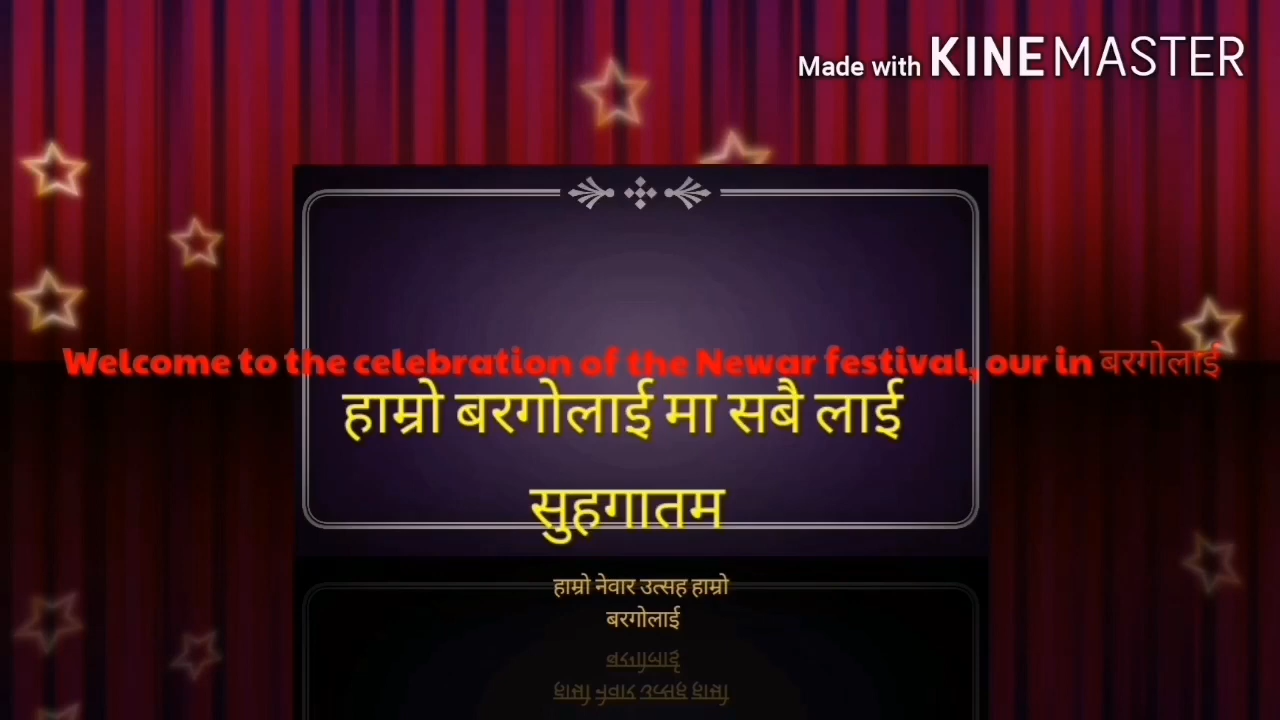 Made with KINEMASTER
Welcome to the celebration of the Newar festival, our in बरगोलाई
हाम्रो बरगोलाई मा सबै लाई
सुहगातम
हाम्रो नेवार उत्सह हाम्रो
बरगोलाई